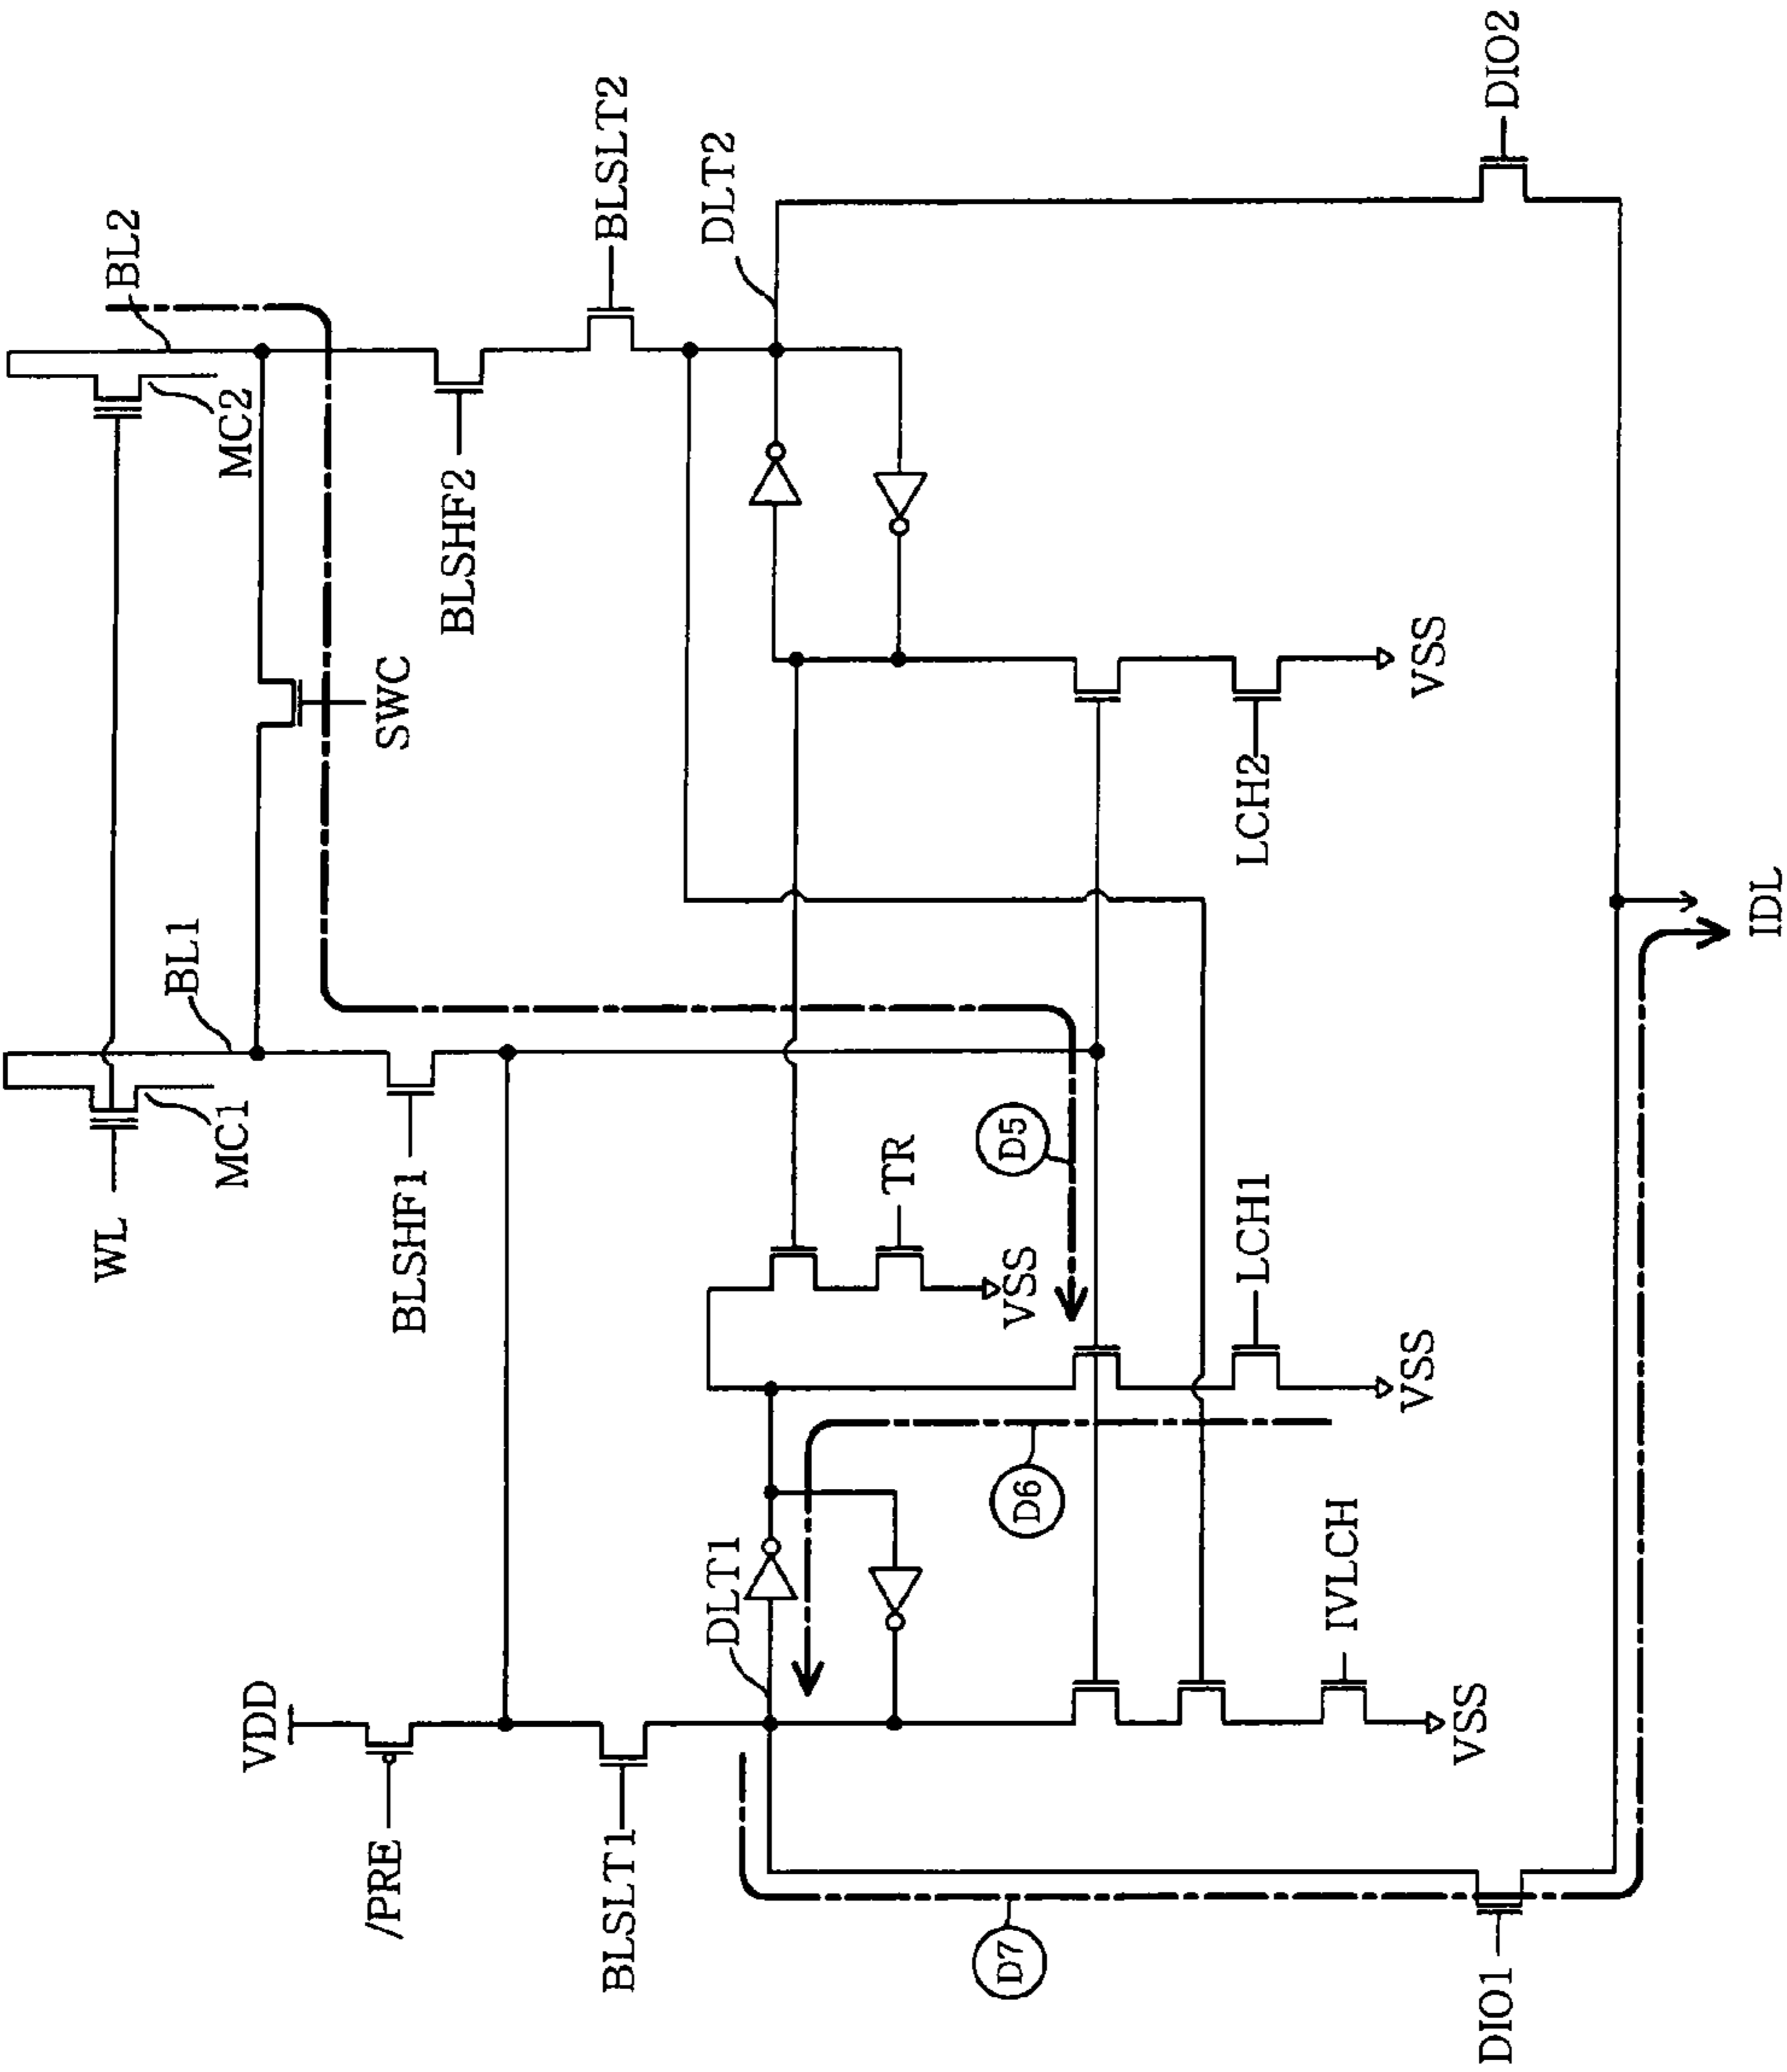 BL2
MC2
BLSHF2
BLSLT2
DLT2
DIO2
SWC
VSS
LCH2
IDL
BL1
MC1
WL
BLSHF1
TR
VSS
D5
LCH1
VSS
D6
DLT1
IVLCH
VSS
VDD
/PRE
BLSLT1
D7
DIO1